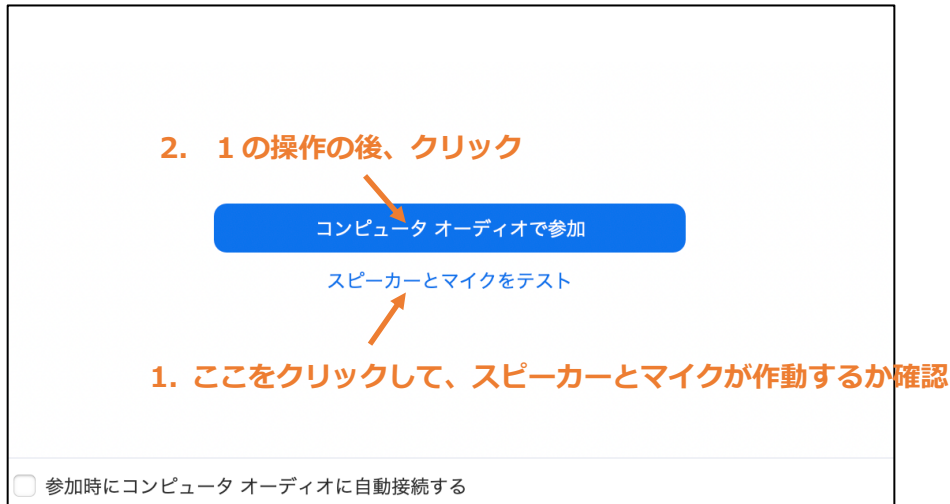 2. １の操作の後、クリック
コンピュータ オーディオで参加
スピーカーとマイクをテスト
1. ここをクリックして、スピーカーとマイクが作動するか確認
参加時にコンピュータ オーディオに自動接続する